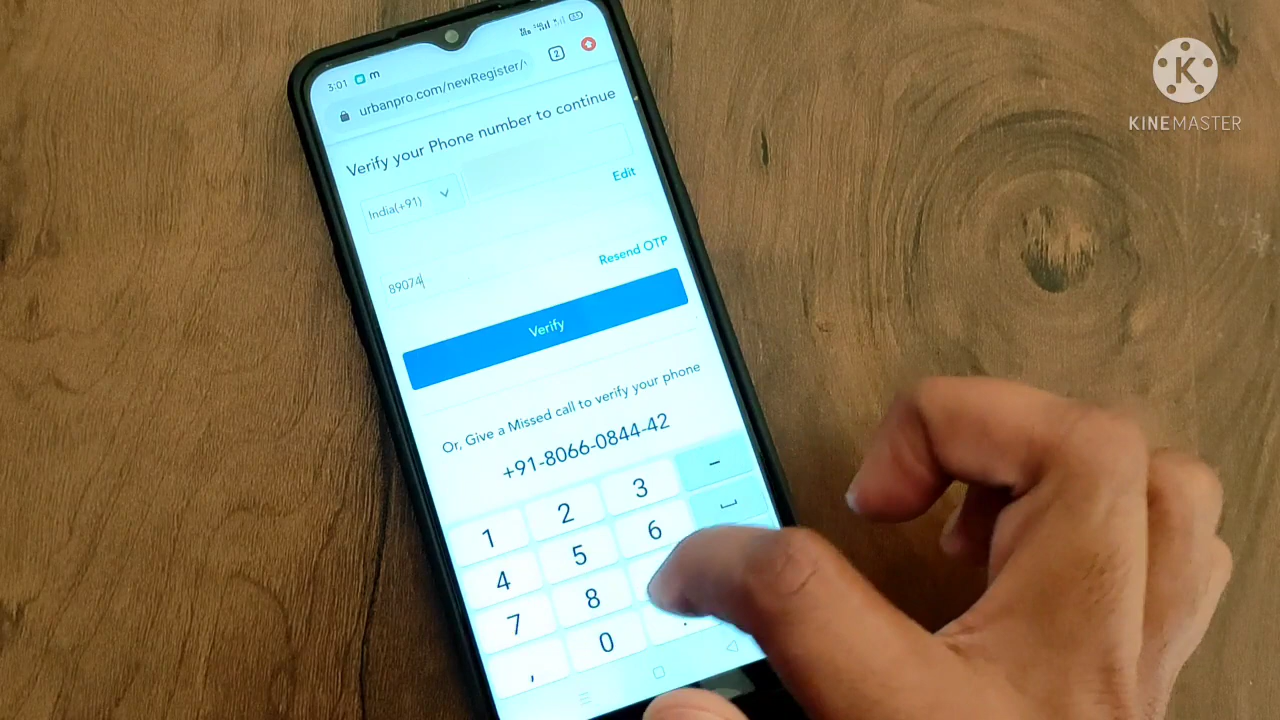 3:01 m
2
urbanpro.com/newRegister/
Verify your Phone number to continue
India(+91)
Edit
89074
Resend OTP
Verify
Or, Give a Missed call to verify your phone
+91-8066-0844-42
1 2 3 -
4 5 6
7 8
, 0 .
K
KINEMASTER